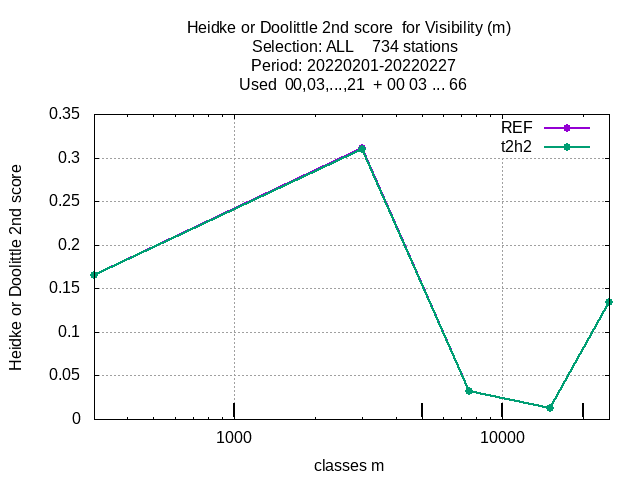 Heidke or Doolittle 2nd score  for Visibility (m)
Selection: ALL    734 stations
Period: 20220201-20220227
Used  00,03,...,21  + 00 03 ... 66
REF
t2h2
Heidke or Doolittle 2nd score
0.35
0.3
0.25
0.2
0.15
0.1
0.05
0
1000
10000
classes m